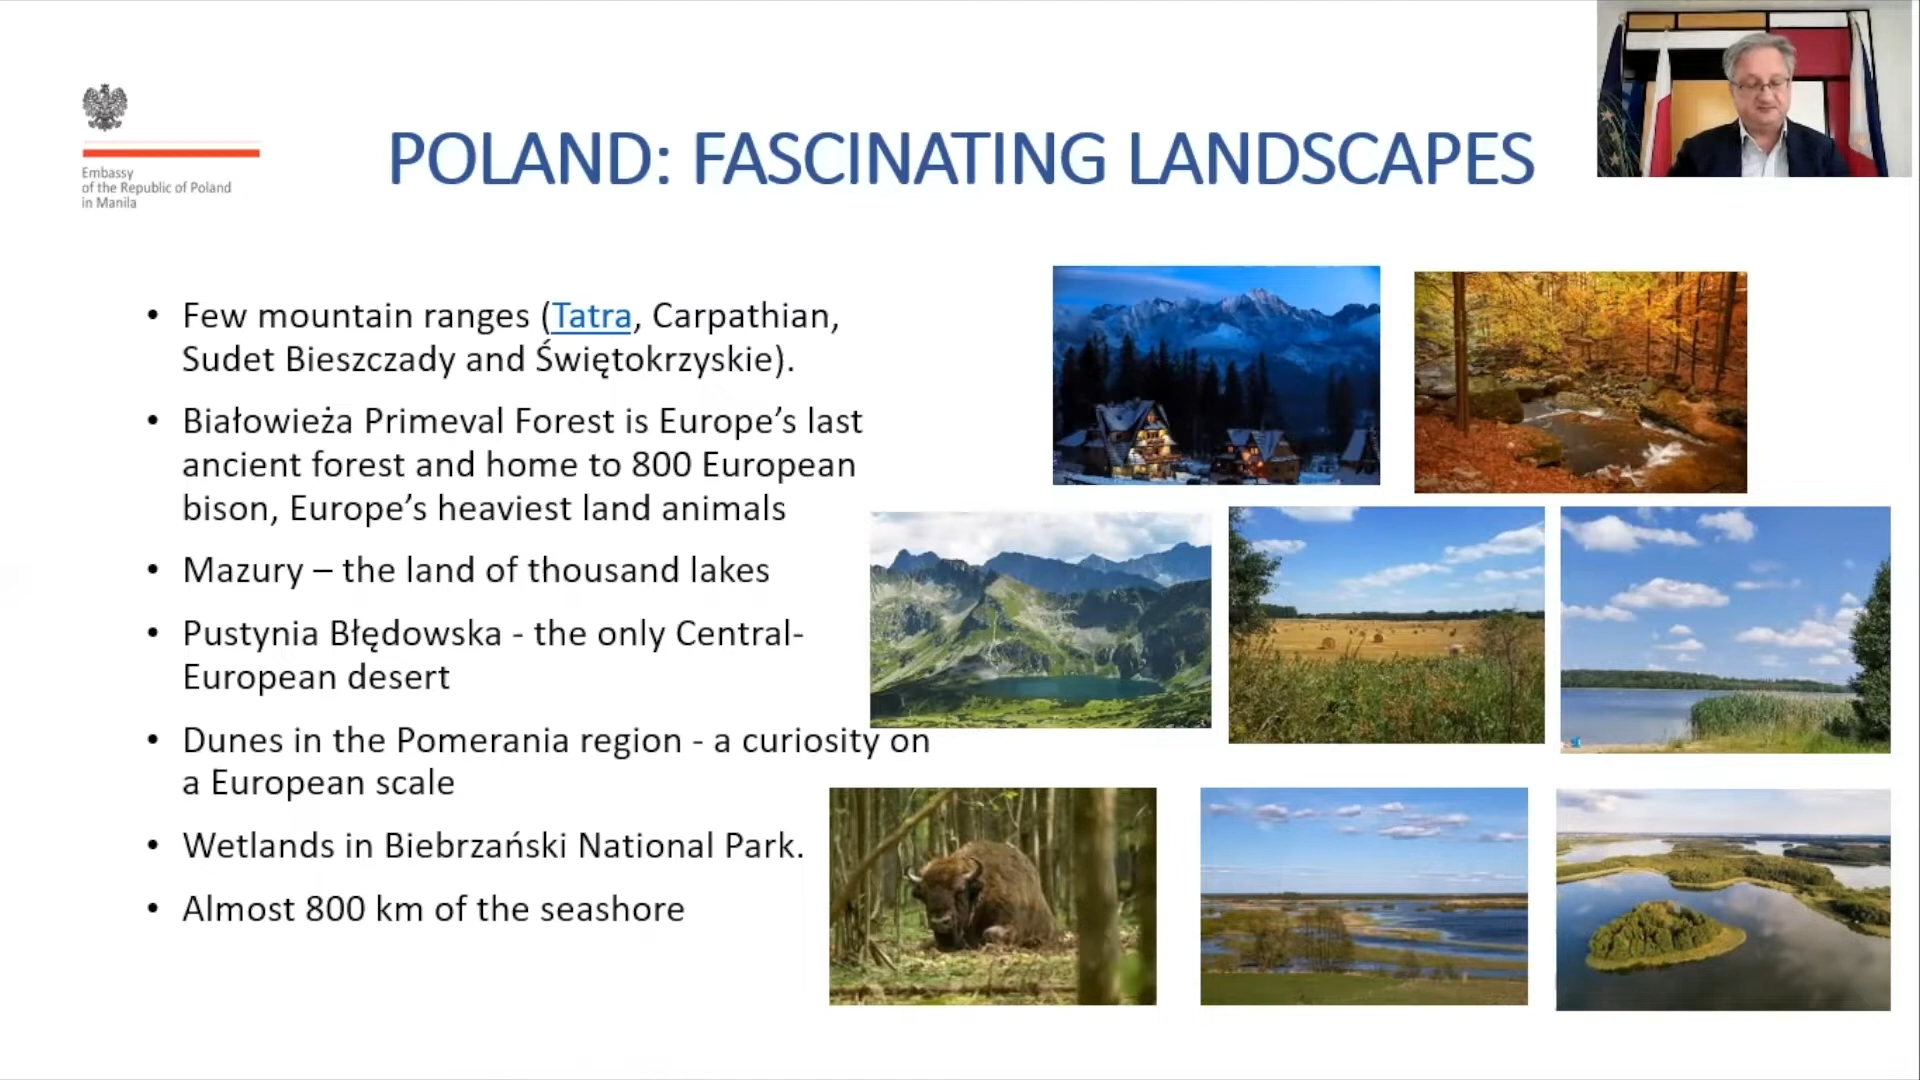 Embassy
of the Republic of Poland
in Manila
POLAND: FASCINATING LANDSCAPES
• Few mountain ranges (Tatra, Carpathian,
Sudet Bieszczady and Świętokrzyskie).
• Białowieża Primeval Forest is Europe’s last
ancient forest and home to 800 European
bison, Europe’s heaviest land animals
• Mazury – the land of thousand lakes
• Pustynia Błędowska - the only Central-
European desert
• Dunes in the Pomerania region - a curiosity on
a European scale
• Wetlands in Biebrzański National Park.
• Almost 800 km of the seashore